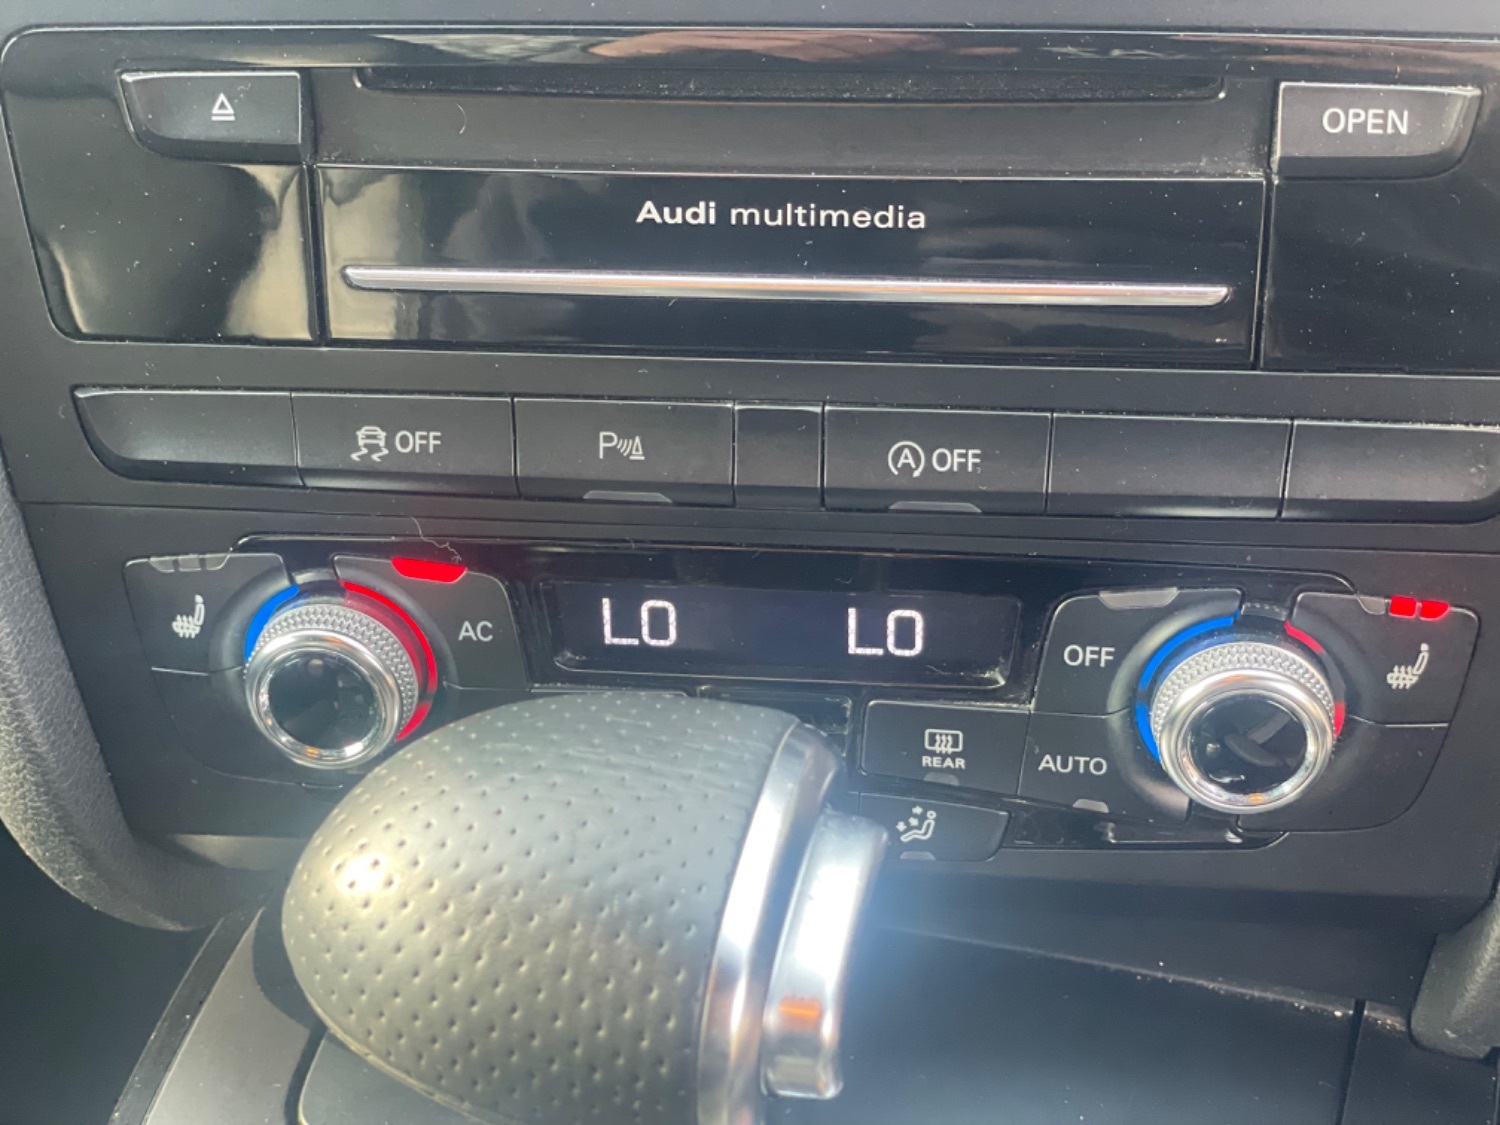 OPEN
Audi multimedia
OFF
P
A OFF
AC
LO
LO
OFF
REAR
AUTO